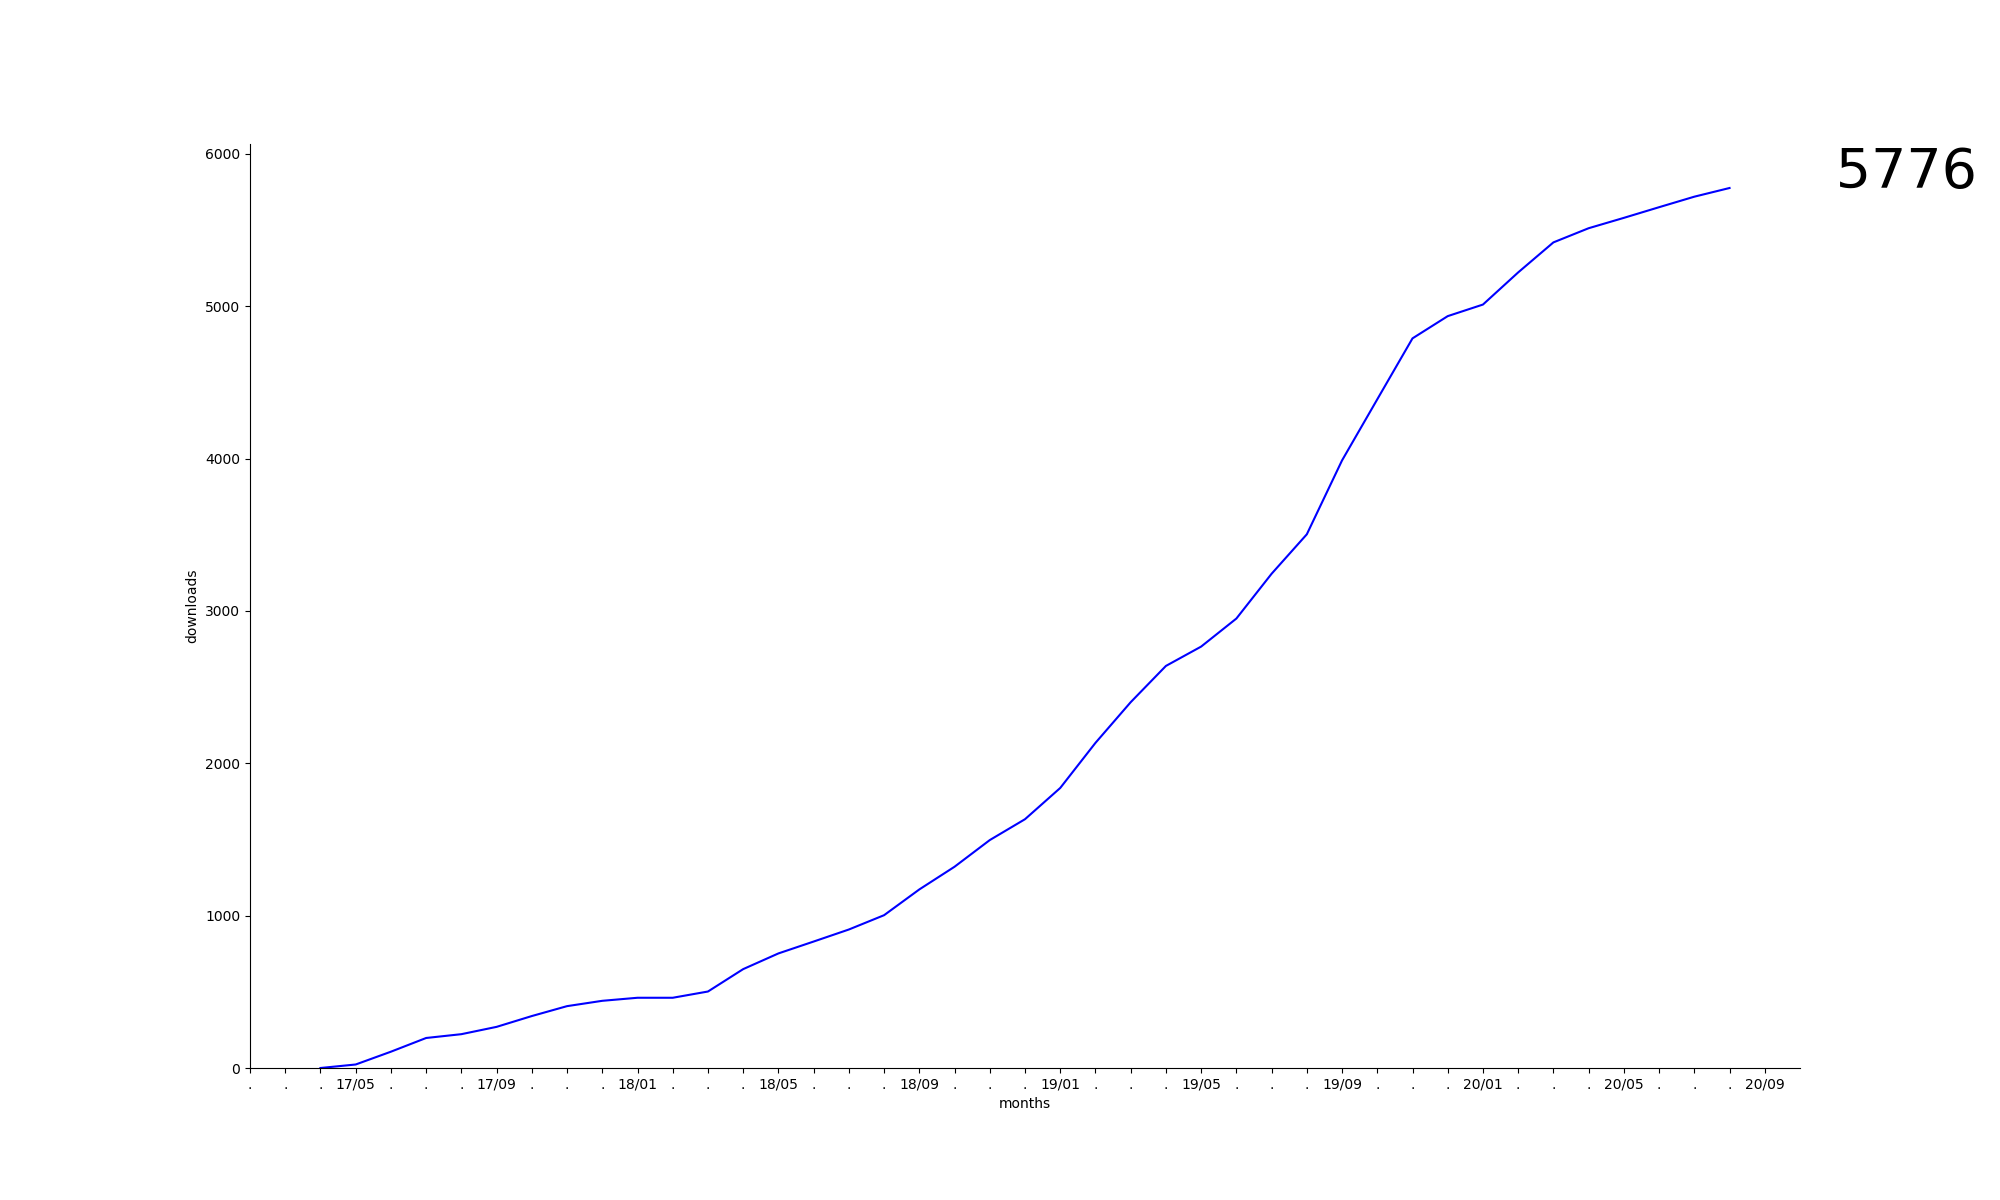 5776
6000
5000
4000
3000
2000
1000
0
downloads
. . . 17/05 . . . 17/09 . . . 18/01 . . . 18/05 . . . 18/09 . . . 19/01 . . . 19/05 . . . 19/09 . . . 20/01 . . . 20/05 . . . 20/09
months